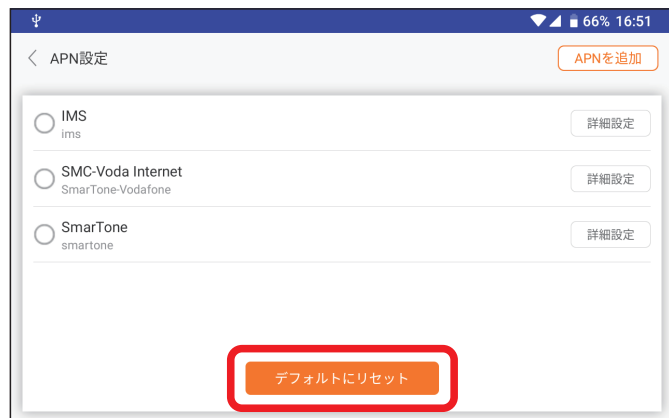 66% 16:51
APN設定
APNを追加
IMS
ims
詳細設定
SMC-Voda Internet
SmarTone-Vodafone
詳細設定
SmarTone
smartone
詳細設定
デフォルトにリセット